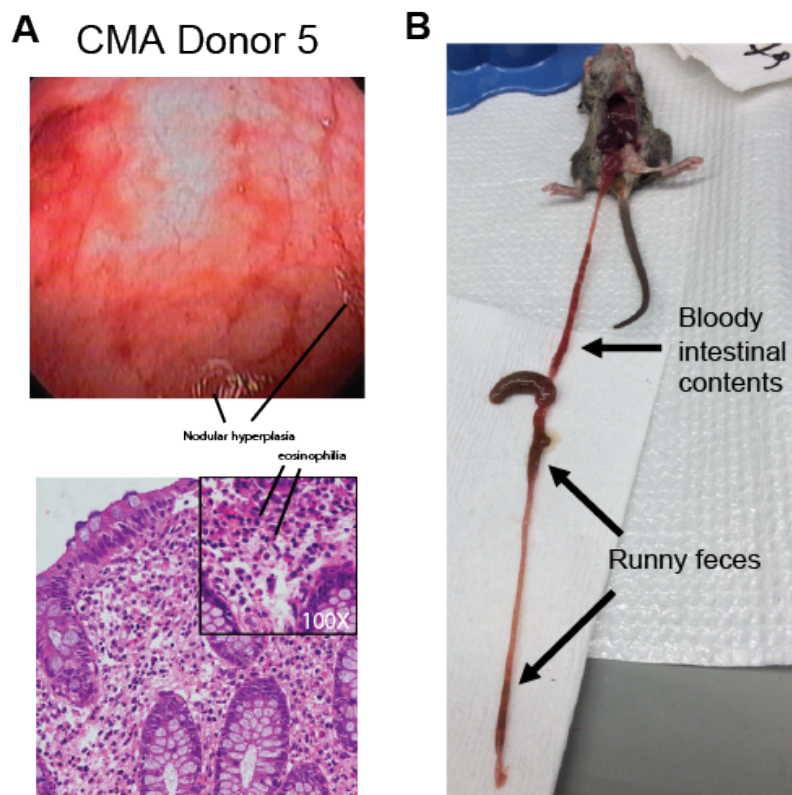 A
CMA Donor 5
Nodular hyperplasia
eosinophilia
100X
B
Bloody
intestinal
contents
Runny feces